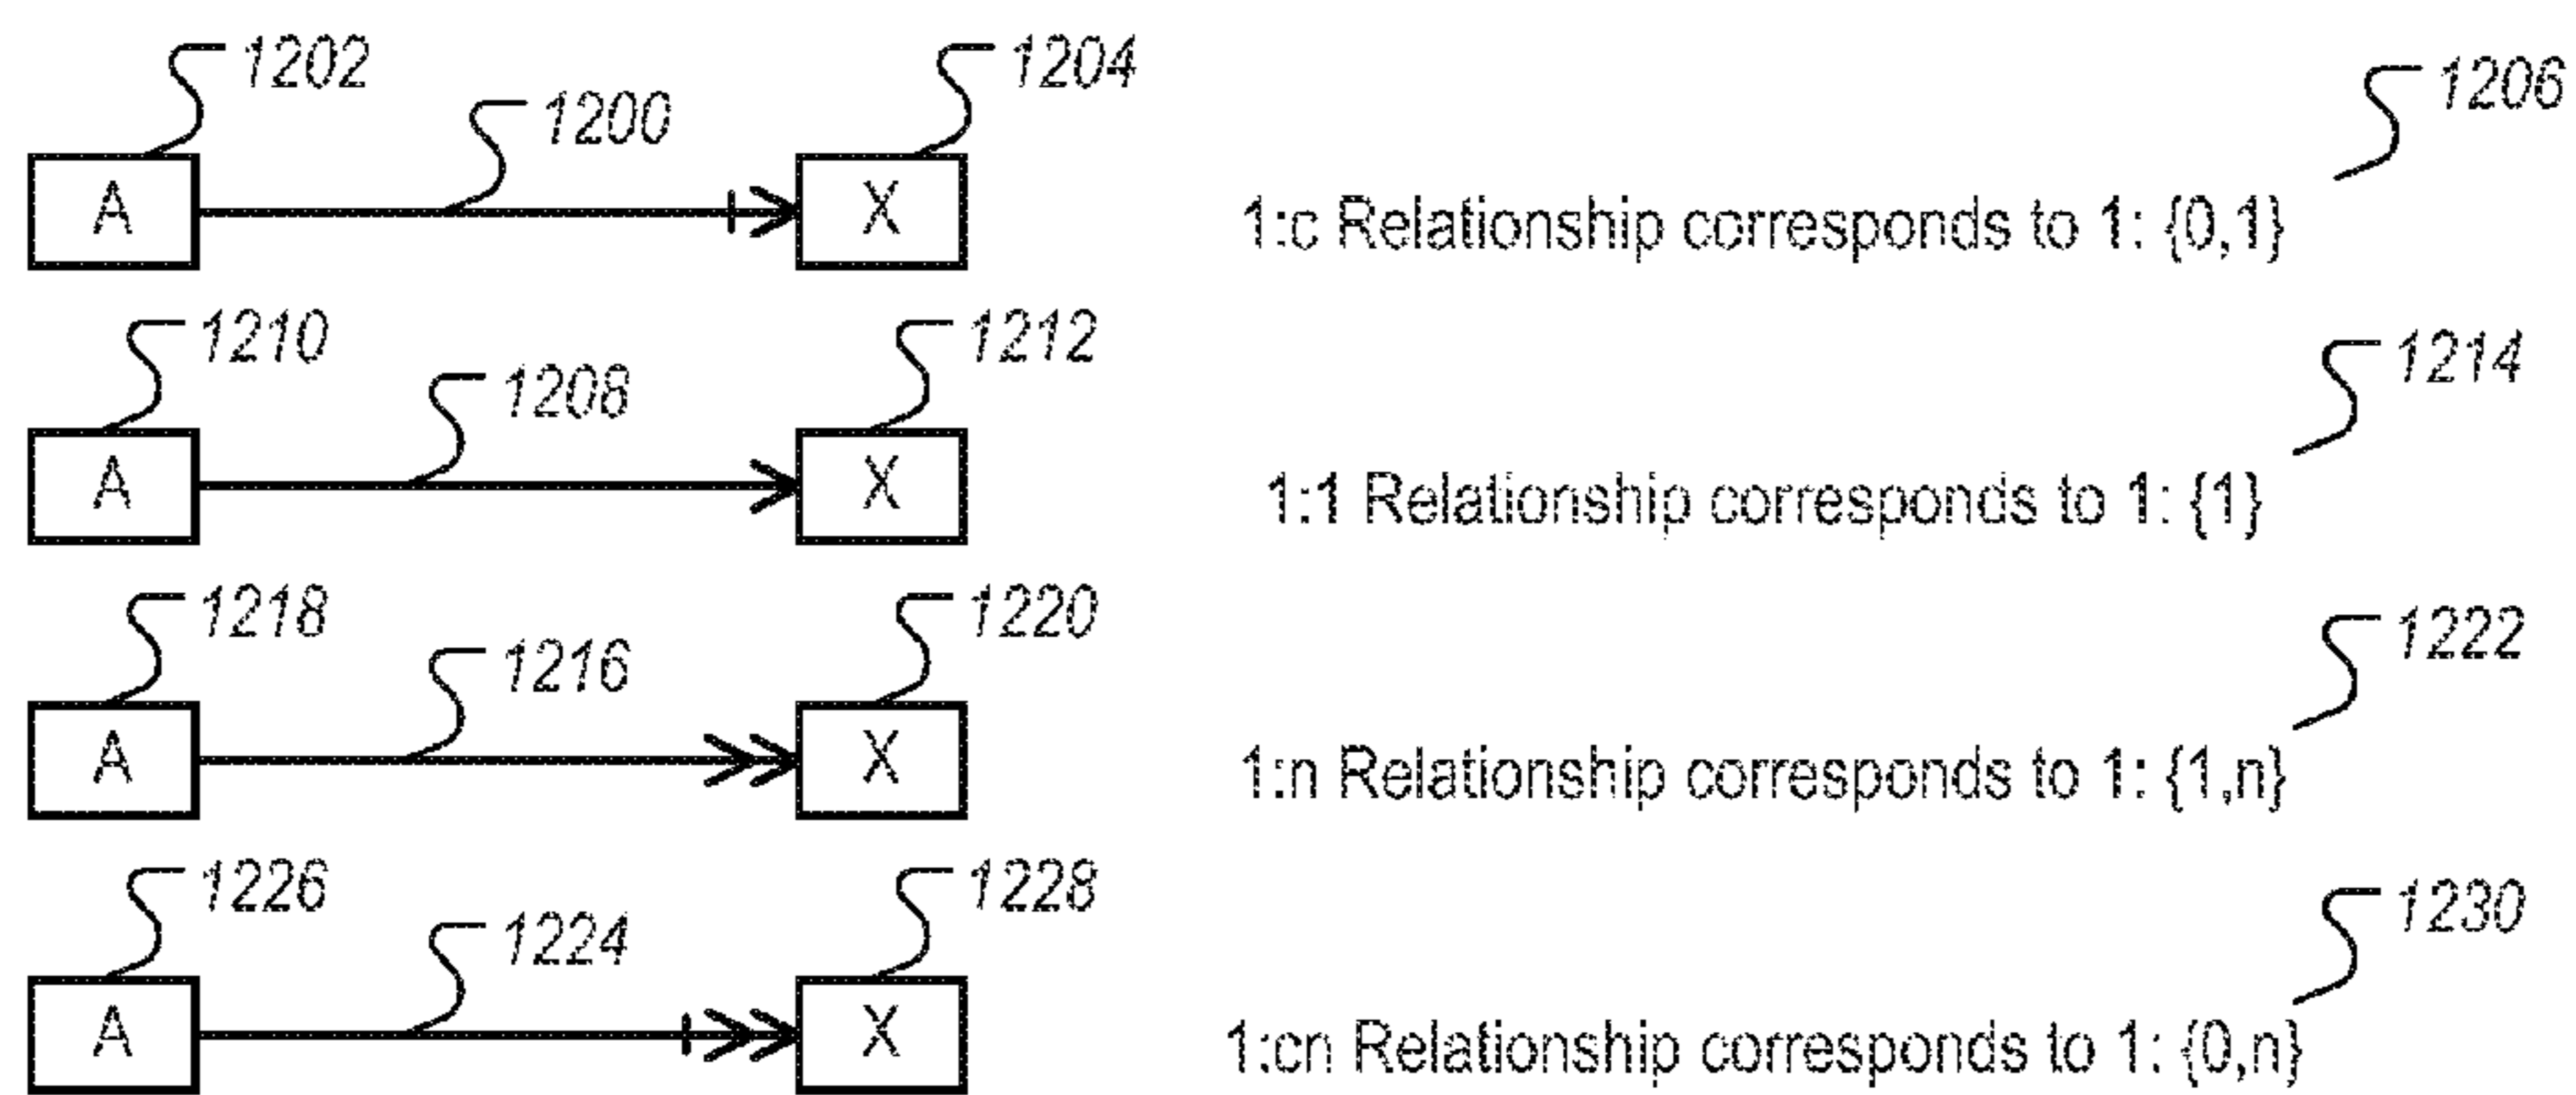 1202
1204
1206
1200
A
X
1:c Relationship corresponds to 1: {0,1}
1210
1212
1214
1208
A
X
1:1 Relationship corresponds to 1: {1}
1218
1220
1222
1216
A
X
1:n Relationship corresponds to 1: {1,n}
1226
1228
1230
1224
A
X
1:cn Relationship corresponds to 1: {0,n}